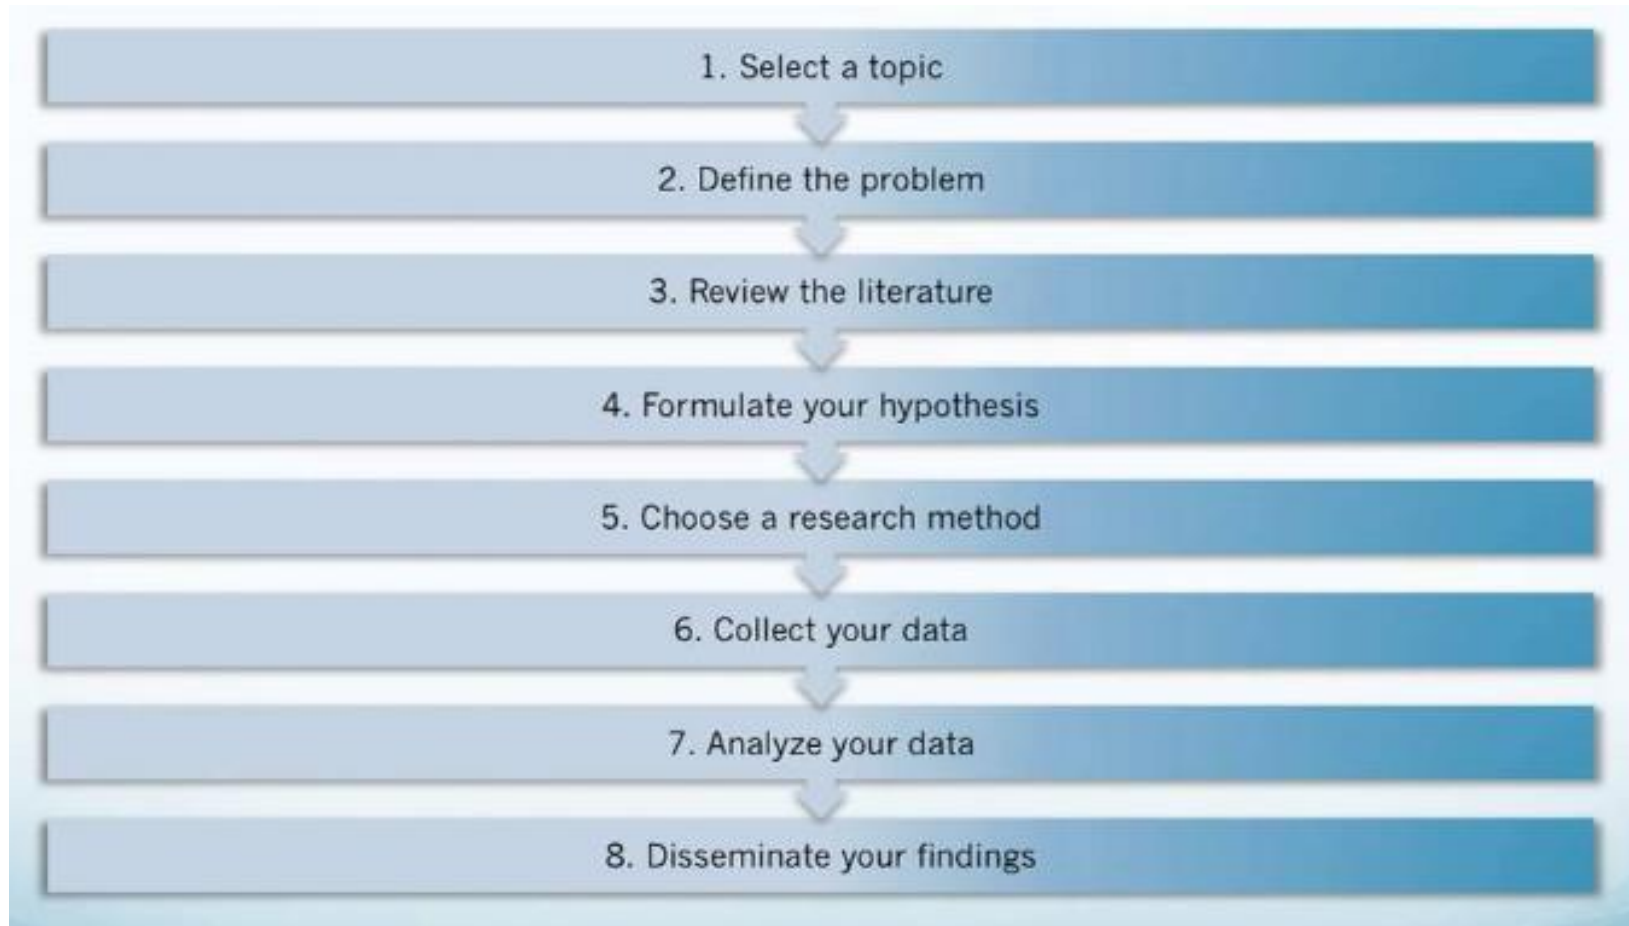 1. Select a topic
2. Define the problem
3. Review the literature
4. Formulate your hypothesis
5. Choose a research method
6. Collect your data
7. Analyze your data
8. Disseminate your findings